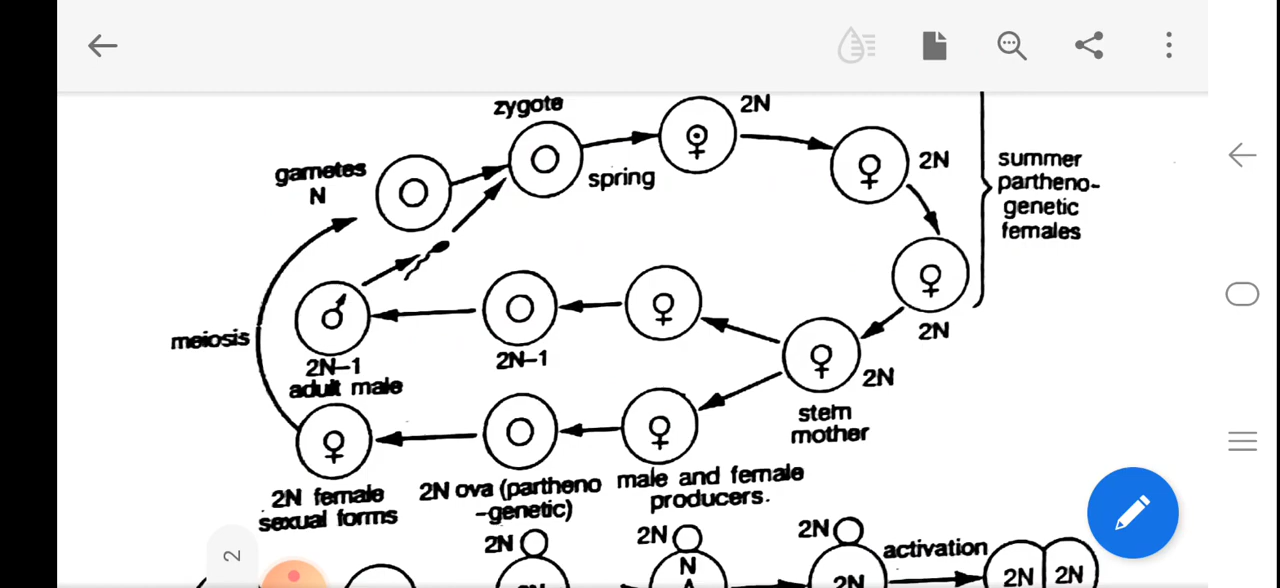 zygote
2N
gametes
N
spring
2N
summer
partheno-
genetic
females
2N
meiosis
2N-1
adult male
2N-1
2N
stem
mother
2N female
sexual forms
2N ova (partheno
-genetic)
male and female
producers.
2N
2N
N
2N
2N
activation
2N
2N
2